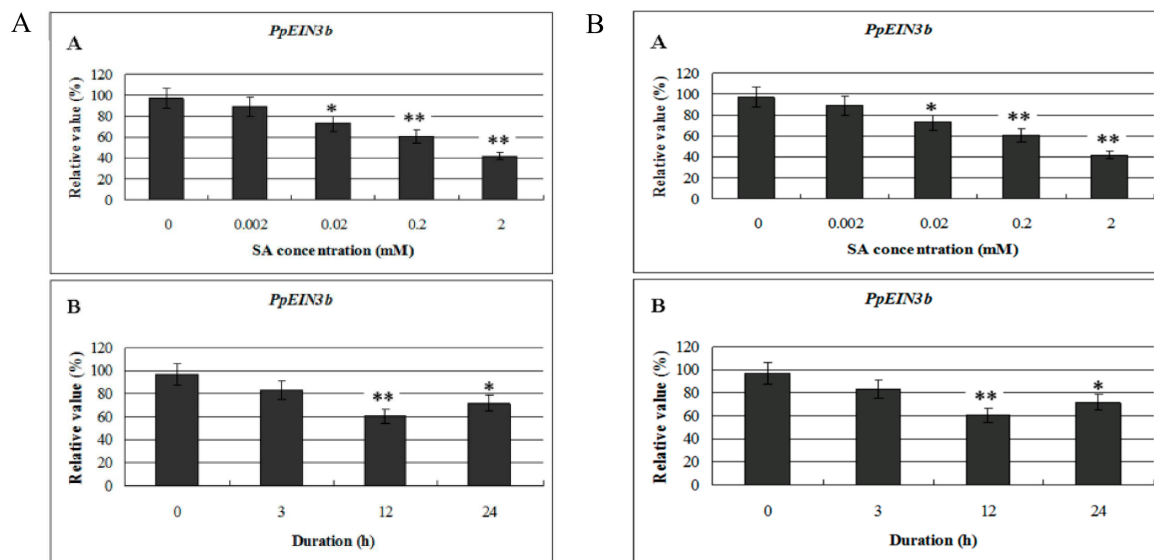 A
A
PpEIN3b
Relative value (%)
120
100
80
60
40
20
0
*
**
**
0 0.002 0.02 0.2 2
SA concentration (mM)
B
PpEIN3b
Relative value (%)
120
100
80
60
40
20
0
**
*
0 3 12 24
Duration (h)
B
A
PpEIN3b
Relative value (%)
120
100
80
60
40
20
0
*
**
**
0 0.002 0.02 0.2 2
SA concentration (mM)
B
PpEIN3b
Relative value (%)
120
100
80
60
40
20
0
**
*
0 3 12 24
Duration (h)